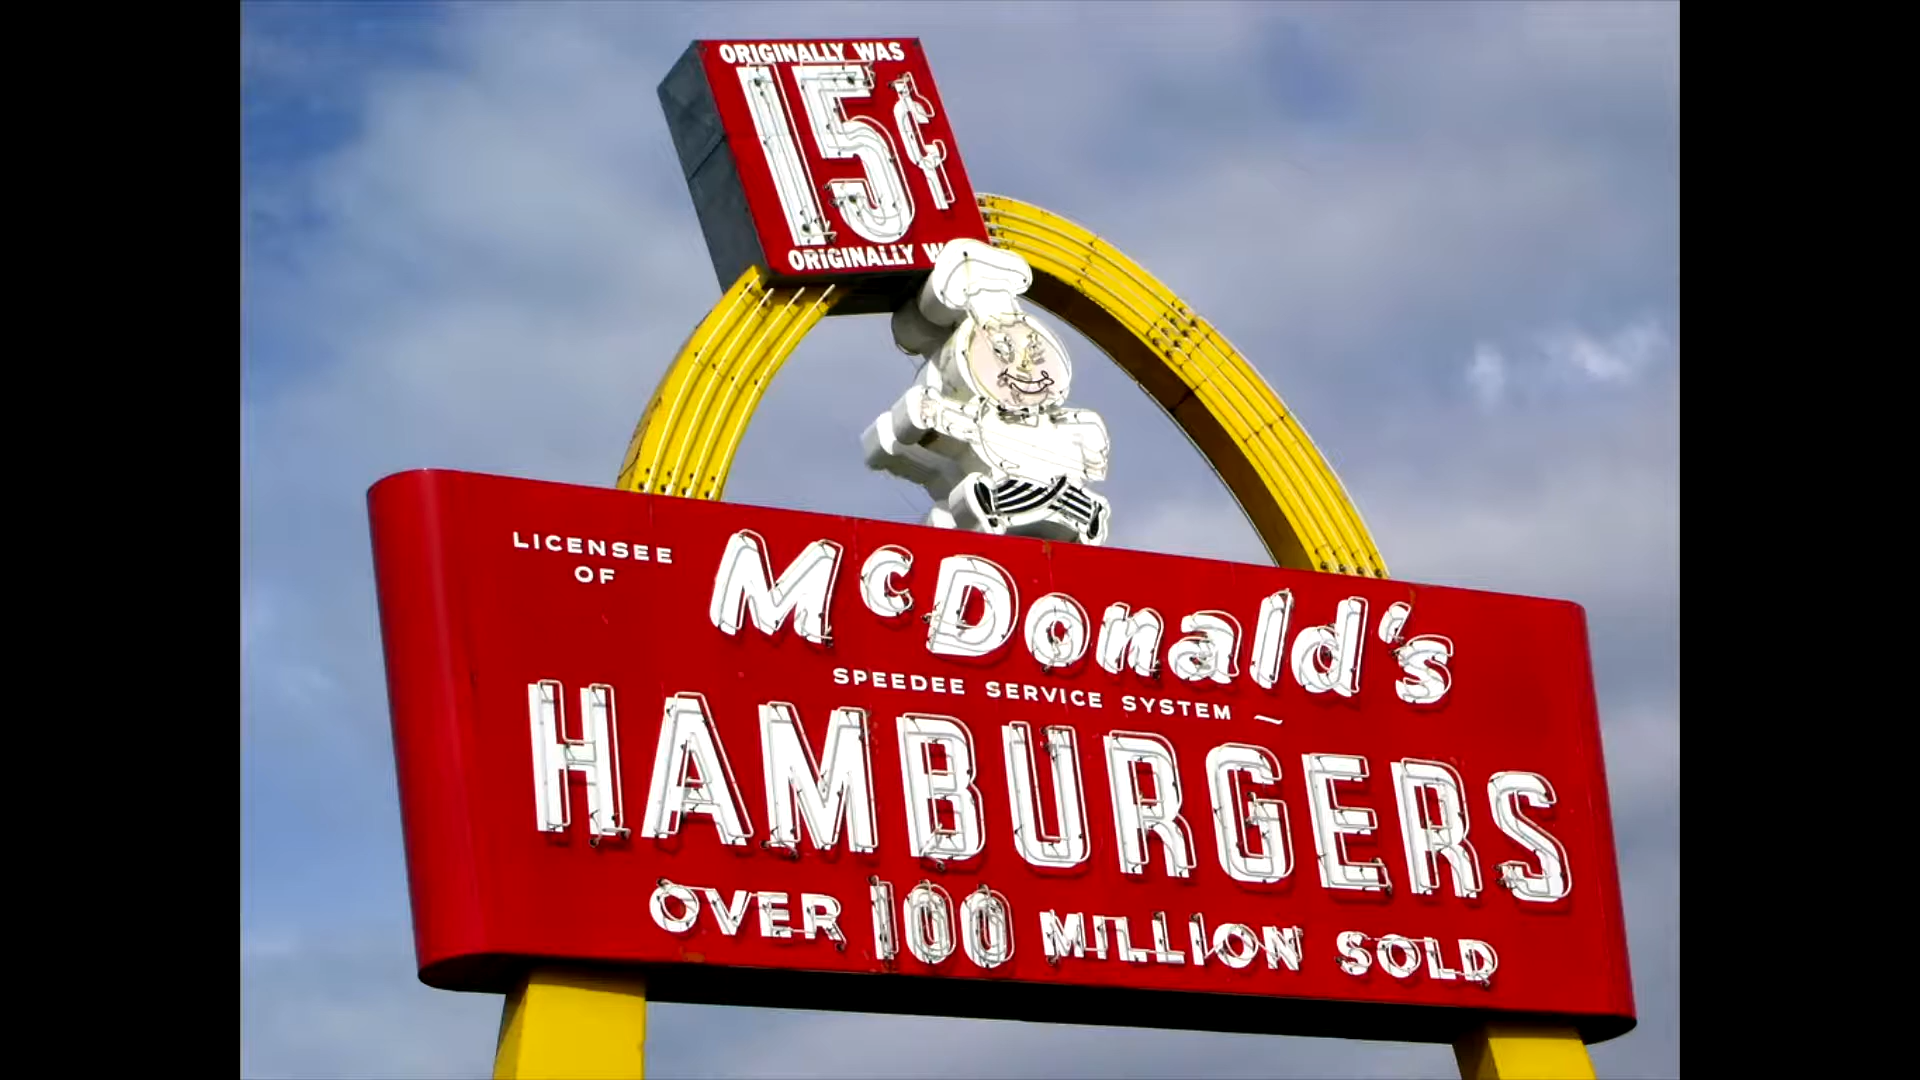 ORIGINALLY WAS
15¢
ORIGINALLY
LICENSEE
OF
McDonald's
SPEEDEE SERVICE SYSTEM ~
HAMBURGERS
OVER 100 MILLION SOLD